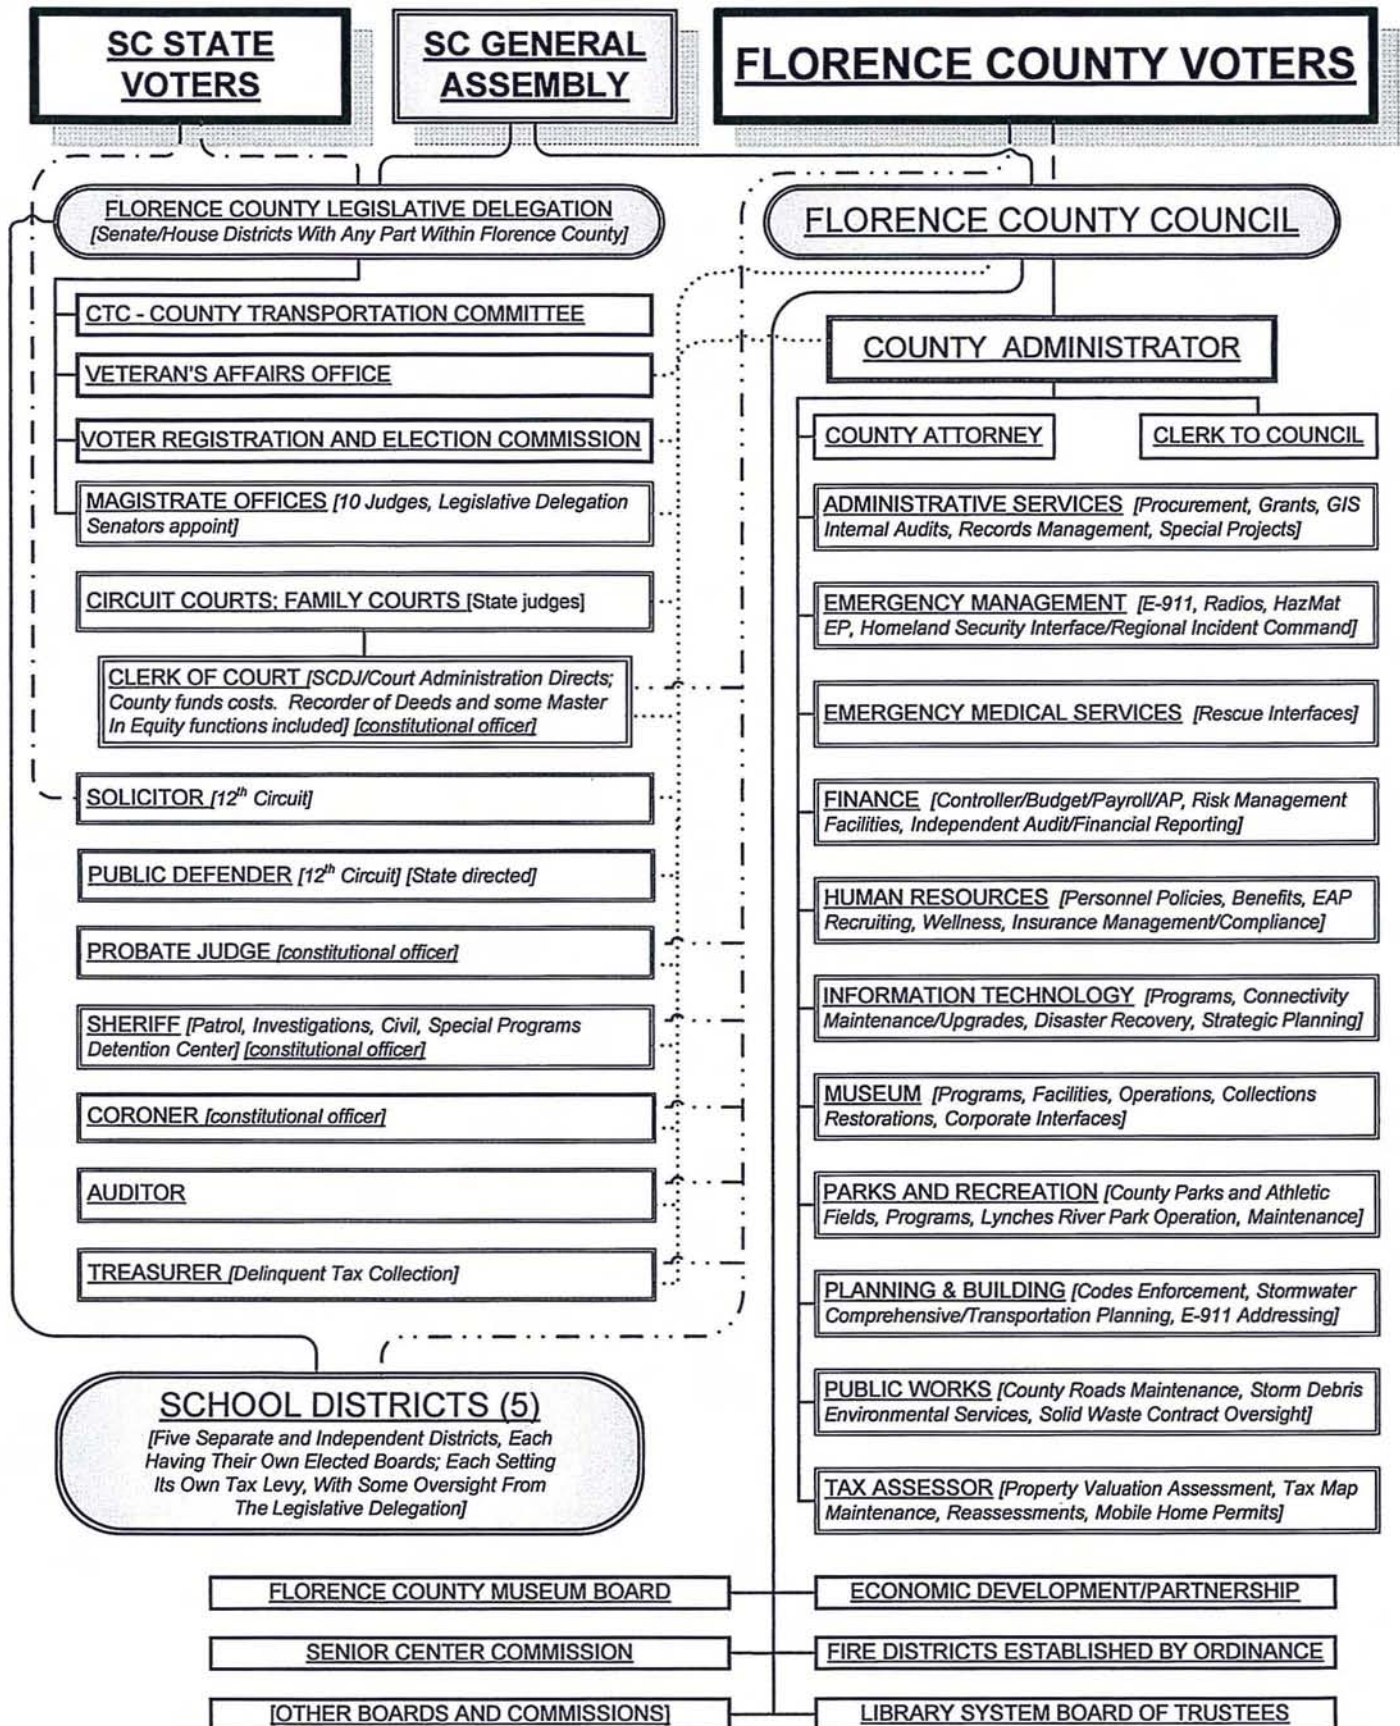 SC STATE
VOTERS
SC GENERAL
ASSEMBLY
FLORENCE COUNTY VOTERS
FLORENCE COUNTY LEGISLATIVE DELEGATION
[Senate/House Districts With Any Part Within Florence County]
CTC - COUNTY TRANSPORTATION COMMITTEE
VETERAN'S AFFAIRS OFFICE
VOTER REGISTRATION AND ELECTION COMMISSION
MAGISTRATE OFFICES [10 Judges, Legislative Delegation
Senators appoint]
CIRCUIT COURTS; FAMILY COURTS [State judges]
CLERK OF COURT [SCDJ/Court Administration Directs;
County funds costs. Recorder of Deeds and some Master
In Equity functions included] [constitutional officer]
SOLICITOR [12th Circuit]
PUBLIC DEFENDER [12th Circuit] [State directed]
PROBATE JUDGE [constitutional officer]
SHERIFF [Patrol, Investigations, Civil, Special Programs
Detention Center] [constitutional officer]
CORONER [constitutional officer]
AUDITOR
TREASURER [Delinquent Tax Collection]
SCHOOL DISTRICTS (5)
[Five Separate and Independent Districts, Each
Having Their Own Elected Boards; Each Setting
Its Own Tax Levy, With Some Oversight From
The Legislative Delegation]
FLORENCE COUNTY COUNCIL
COUNTY ADMINISTRATOR
COUNTY ATTORNEY
CLERK TO COUNCIL
ADMINISTRATIVE SERVICES [Procurement, Grants, GIS
Internal Audits, Records Management, Special Projects]
EMERGENCY MANAGEMENT [E-911, Radios, HazMat
EP, Homeland Security Interface/Regional Incident Command]
EMERGENCY MEDICAL SERVICES [Rescue Interfaces]
FINANCE [Controller/Budget/Payroll/AP, Risk Management
Facilities, Independent Audit/Financial Reporting]
HUMAN RESOURCES [Personnel Policies, Benefits, EAP
Recruiting, Wellness, Insurance Management/Compliance]
INFORMATION TECHNOLOGY [Programs, Connectivity
Maintenance/Upgrades, Disaster Recovery, Strategic Planning]
MUSEUM [Programs, Facilities, Operations, Collections
Restorations, Corporate Interfaces]
PARKS AND RECREATION [County Parks and Athletic
Fields, Programs, Lynches River Park Operation, Maintenance]
PLANNING & BUILDING [Codes Enforcement, Stormwater
Comprehensive/Transportation Planning, E-911 Addressing]
PUBLIC WORKS [County Roads Maintenance, Storm Debris
Environmental Services, Solid Waste Contract Oversight]
TAX ASSESSOR [Property Valuation Assessment, Tax Map
Maintenance, Reassessments, Mobile Home Permits]
FLORENCE COUNTY MUSEUM BOARD
ECONOMIC DEVELOPMENT/PARTNERSHIP
SENIOR CENTER COMMISSION
FIRE DISTRICTS ESTABLISHED BY ORDINANCE
[OTHER BOARDS AND COMMISSIONS]
LIBRARY SYSTEM BOARD OF TRUSTEES